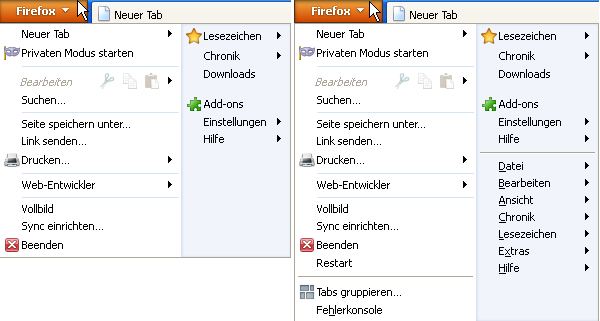 Firefox
Neuer Tab
Neuer Tab
Privaten Modus starten
Bearbeiten
Suchen...
Seite speichern unter...
Link senden...
Drucken...
Web-Entwickler
Vollbild
Sync einrichten...
Beenden
Lesezeichen
Chronik
Downloads
Add-ons
Einstellungen
Hilfe
Firefox
Neuer Tab
Neuer Tab
Privaten Modus starten
Bearbeiten
Suchen...
Seite speichern unter...
Link senden...
Drucken...
Web-Entwickler
Vollbild
Sync einrichten...
Beenden
Restart
Tabs gruppieren...
Fehlerkonsole
Lesezeichen
Chronik
Downloads
Add-ons
Einstellungen
Hilfe
Datei
Bearbeiten
Ansicht
Chronik
Lesezeichen
Extras
Hilfe